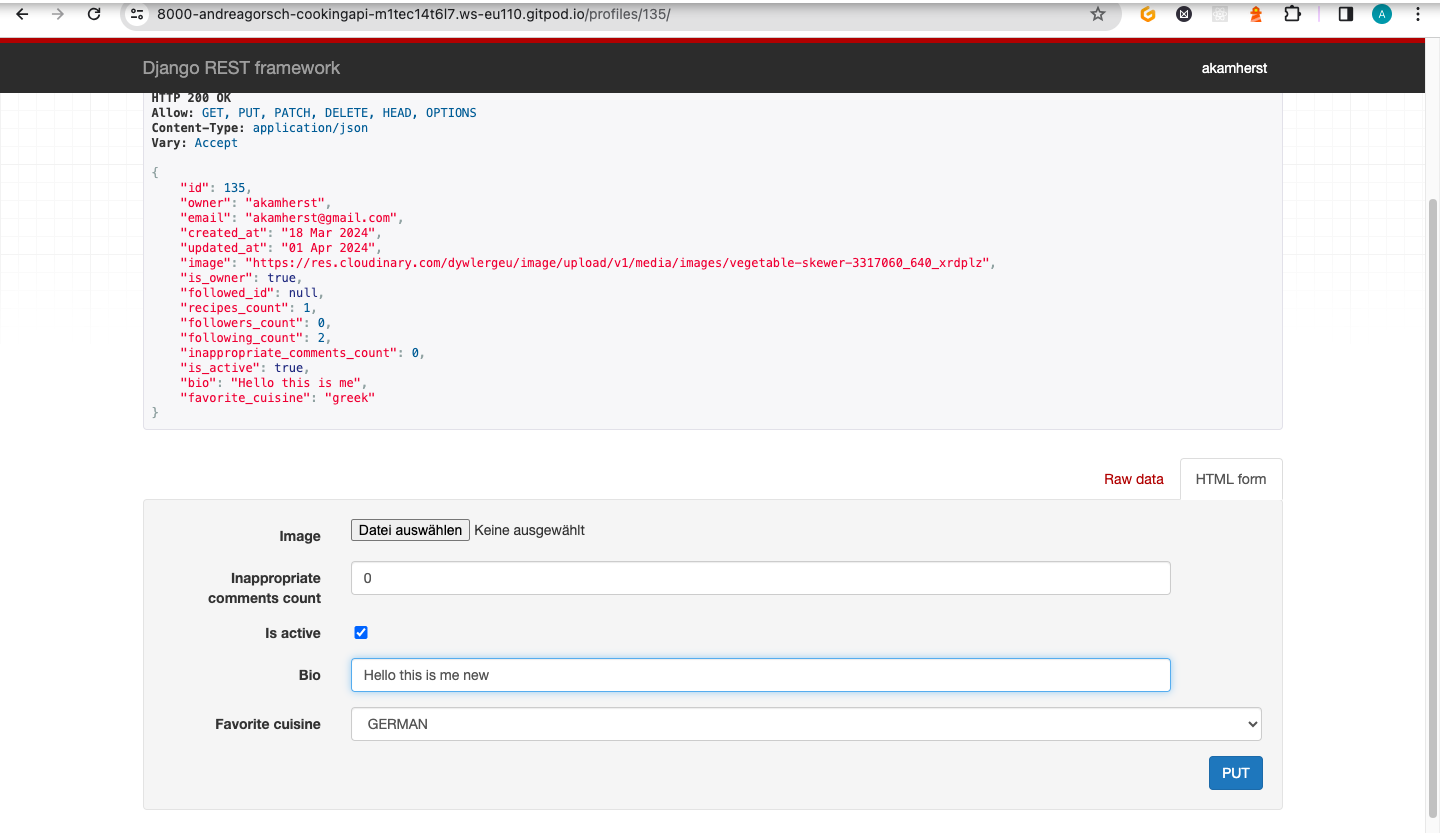 8000-andreagorsch-cookingapi-m1tec14t6l7.ws-eu110.gitpod.io/profiles/135/
A
Django REST framework
akamherst
HTTP 200 OK
Allow: GET, PUT, PATCH, DELETE, HEAD, OPTIONS
Content-Type: application/json
Vary: Accept
{
"id": 135,
"owner": "akamherst",
"email": "akamherst@gmail.com",
"created_at": "18 Mar 2024",
"updated_at": "01 Apr 2024",
"image": "https://res.cloudinary.com/dywlergeu/image/upload/v1/media/images/vegetable-skewer-3317060_640_xrdplz",
"is_owner": true,
"followed_id": null,
"recipes_count": 1,
"followers_count": 0,
"following_count": 2,
"inappropriate_comments_count": 0,
"is_active": true,
"bio": "Hello this is me",
"favorite_cuisine": "greek"
}
Raw data
HTML form
Image
Datei auswählen Keine ausgewählt
Inappropriate
comments count
0
Is active
Bio
Hello this is me new
Favorite cuisine
GERMAN
PUT